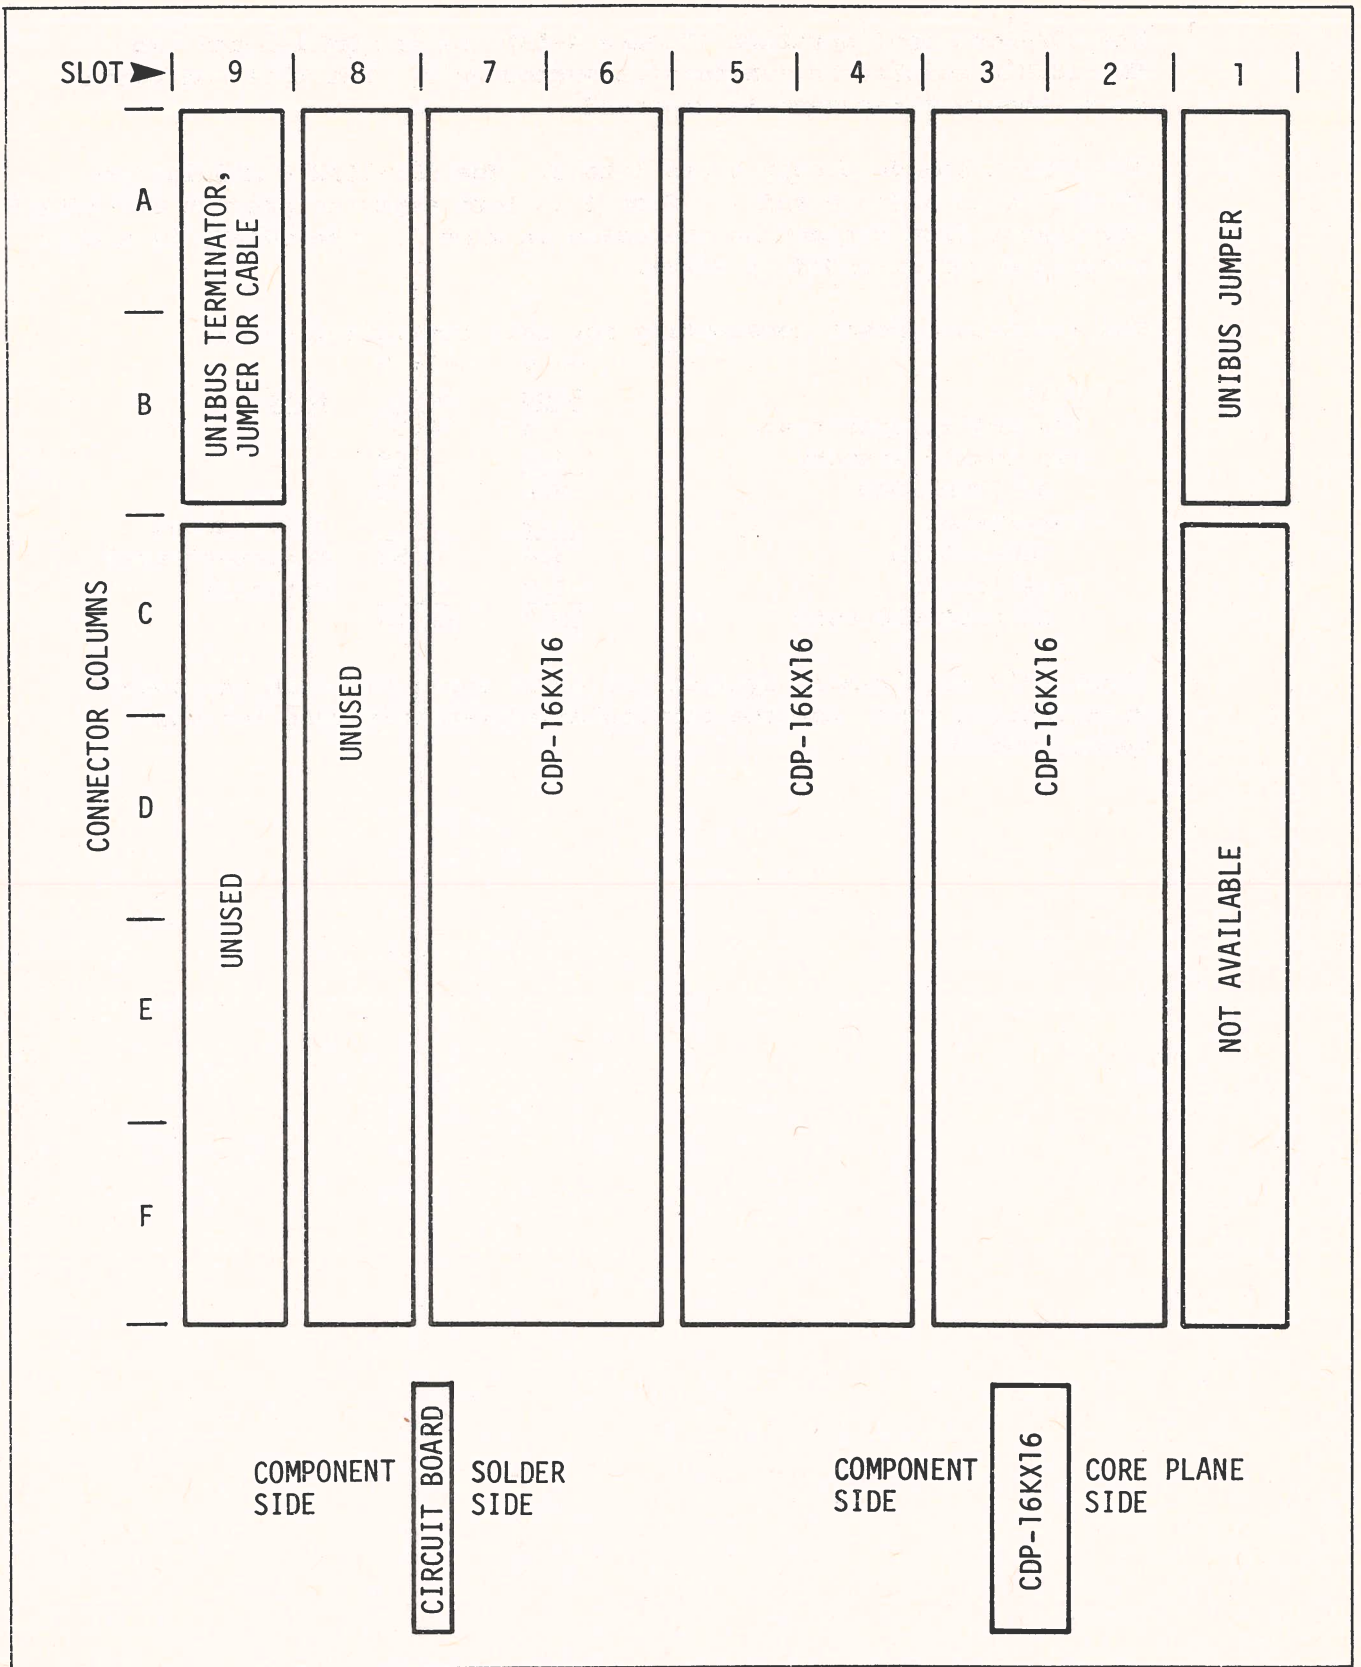 SLOT 9 8 7 6 5 4 3 2 1
A
B
C
D
E
F
CONNECTOR COLUMNS
UNIBUS TERMINATOR,
JUMPER OR CABLE
UNUSED
UNUSED
CDP-16KX16
CDP-16KX16
CDP-16KX16
UNIBUS JUMPER
NOT AVAILABLE
COMPONENT
SIDE
CIRCUIT BOARD
SOLDER
SIDE
COMPONENT
SIDE
CDP-16KX16
CORE PLANE
SIDE